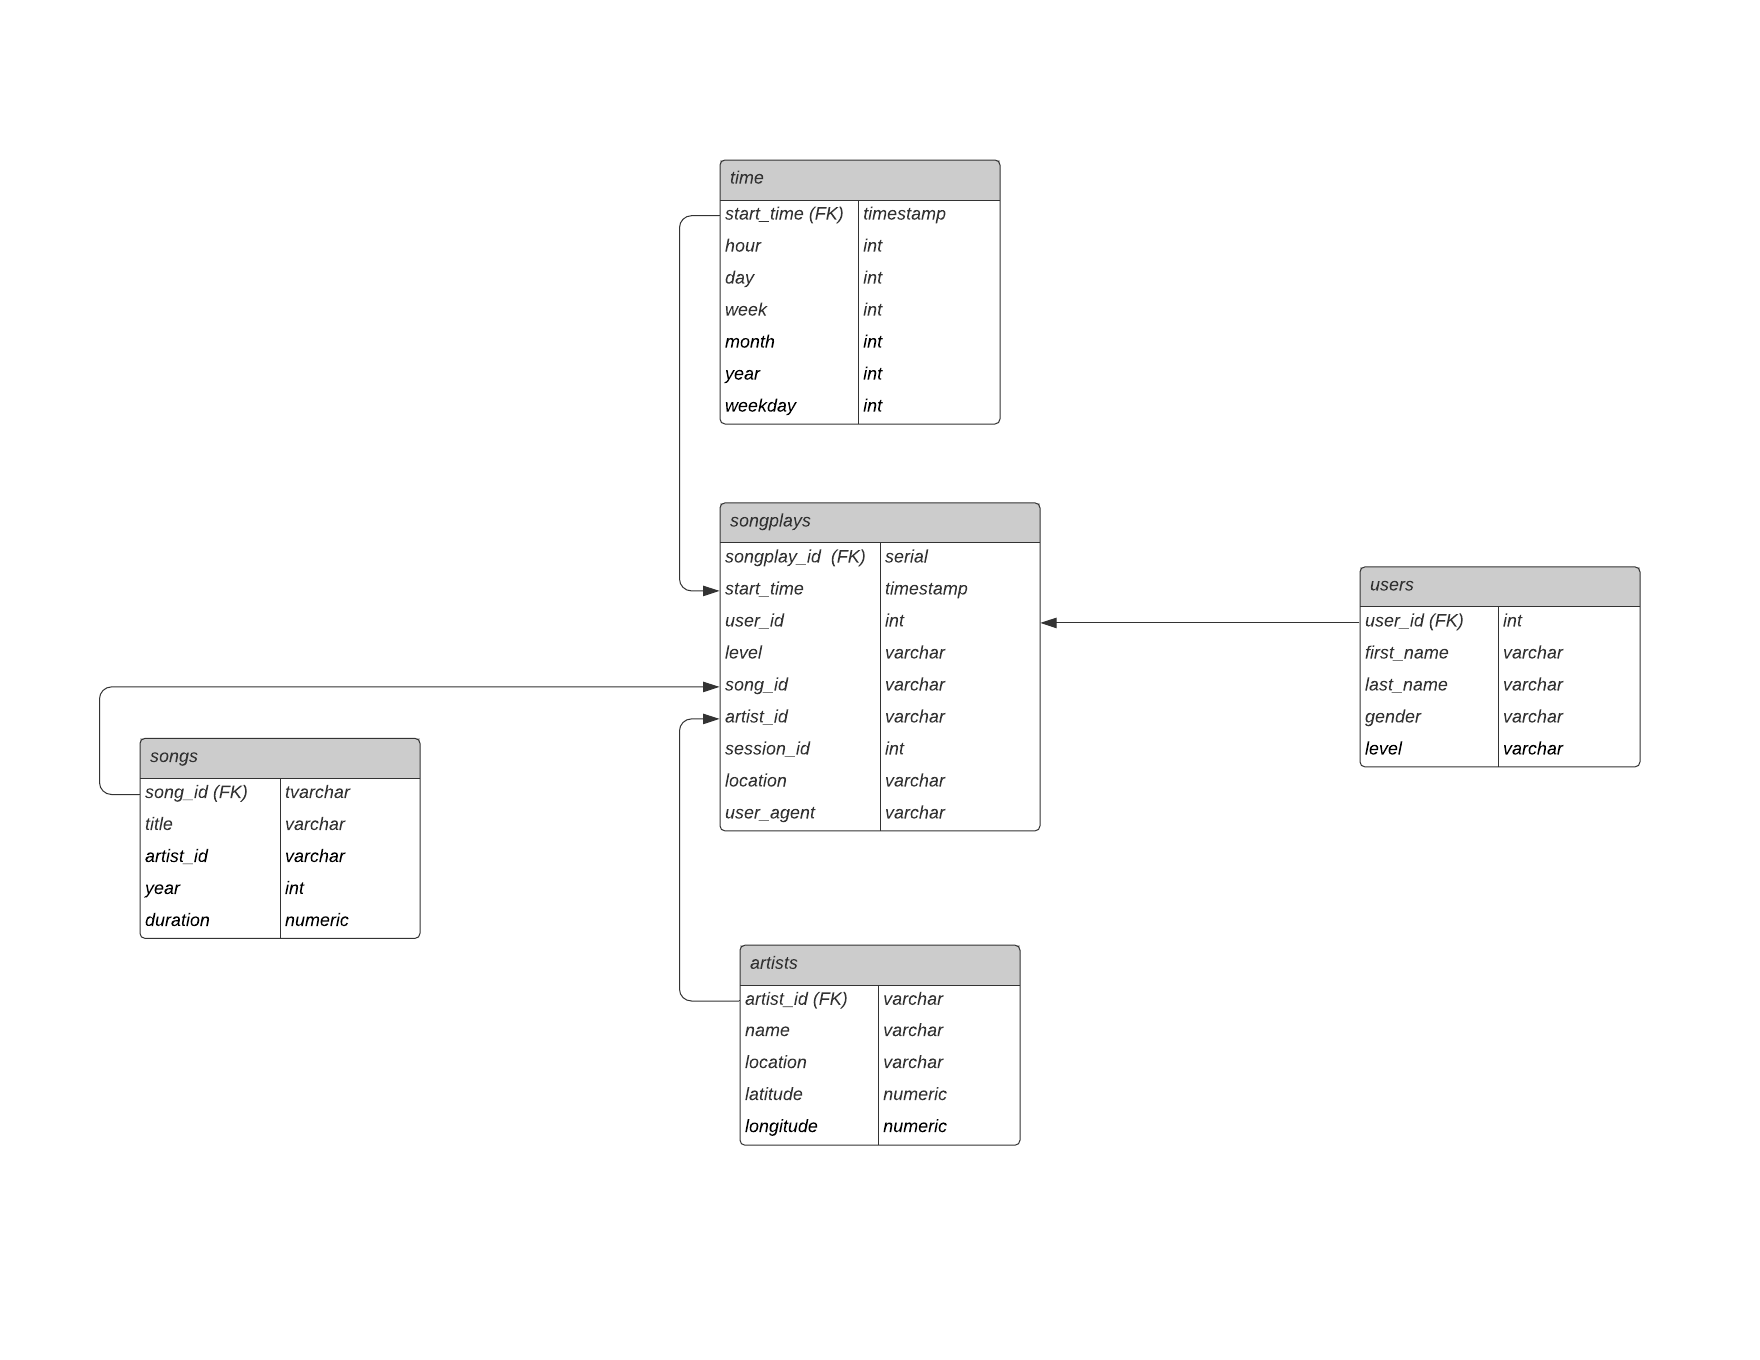 time
start_time (FK) timestamp
hour int
day int
week int
month int
year int
weekday int
songplays
songplay_id (FK) serial
start_time timestamp
user_id int
level varchar
song_id varchar
artist_id varchar
session_id int
location varchar
user_agent varchar
users
user_id (FK) int
first_name varchar
last_name varchar
gender varchar
level varchar
songs
song_id (FK) tvarchar
title varchar
artist_id varchar
year int
duration numeric
artists
artist_id (FK) varchar
name varchar
location varchar
latitude numeric
longitude numeric